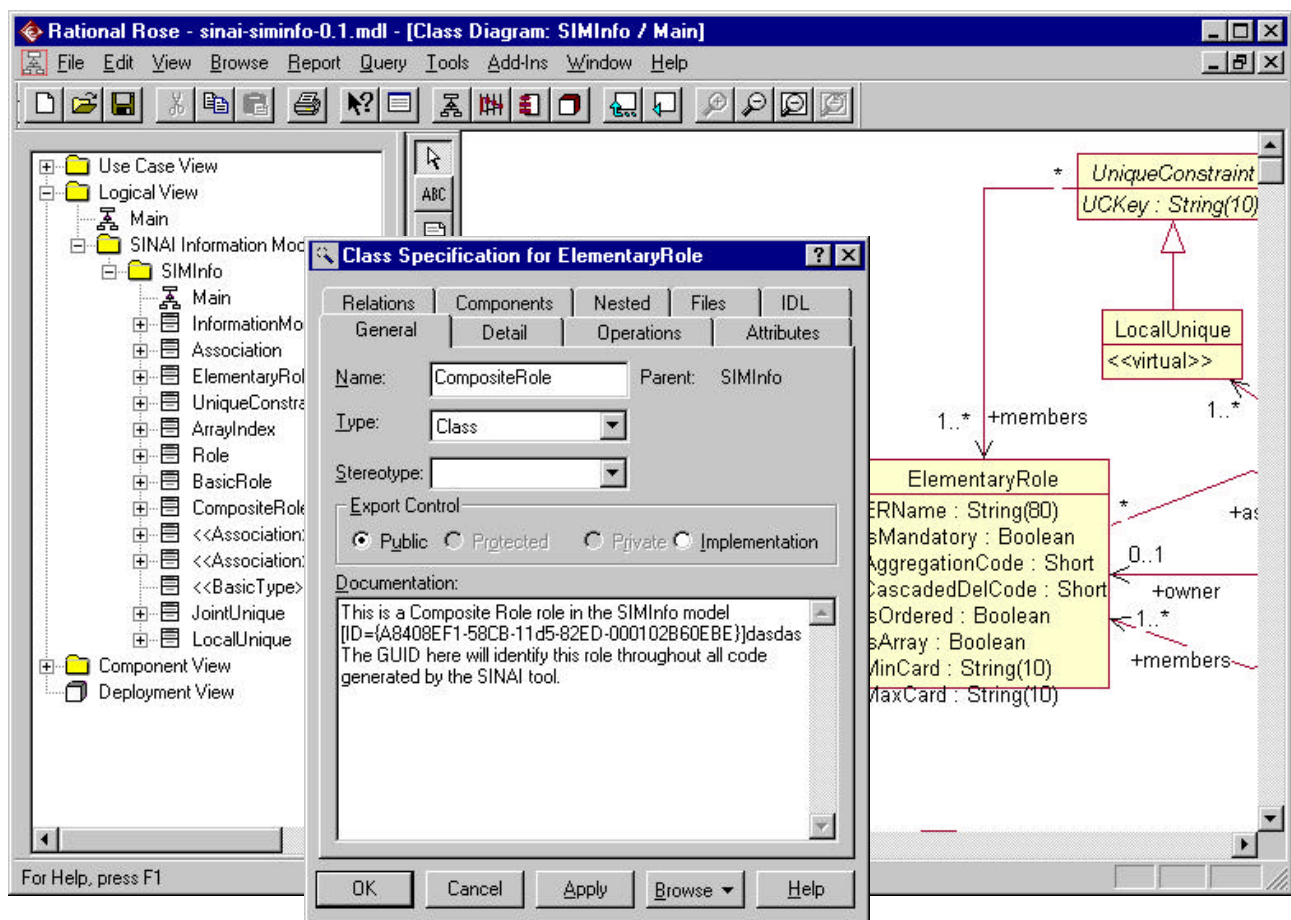 Rational Rose - sinai-siminfo-0.1.mdl - [Class Diagram: SIMInfo / Main]
File Edit View Browse Report Query Tools Add-Ins Window Help
Use Case View
Logical View
Main
SINAI Information Moc
SIMInfo
Main
InformationMo
Association
ElementaryRol
UniqueConstra
ArrayIndex
Role
BasicRole
CompositeRole
<<Association:
<<Association:
<<BasicType>
JointUnique
LocalUnique
Component View
Deployment View
ABC
Class Specification for ElementaryRole
Relations Components Nested Files IDL
General Detail Operations Attributes
Name: CompositeRole Parent: SIMInfo
Type: Class
Stereotype:
Export Control
Public Protected Private Implementation
Documentation:
This is a Composite Role role in the SIMInfo model
[ID={A8408EF1-58CB-11d5-82ED-000102B60EBE}]dasdas
The GUID here will identify this role throughout all code
generated by the SINAI tool.
OK Cancel Apply Browse Help
* UniqueConstraint
UCKey : String(10)
LocalUnique
<<virtual>>
1..*
1..* +members
ElementaryRole
ERName : String(80)
sMandatory : Boolean
AggregationCode : Short
CascadedDelCode : Short
sOrdered : Boolean
sArray : Boolean
MinCard : String(10)
MaxCard : String(10)
*
+as
0..1
+owner
1..*
+members
For Help, press F1